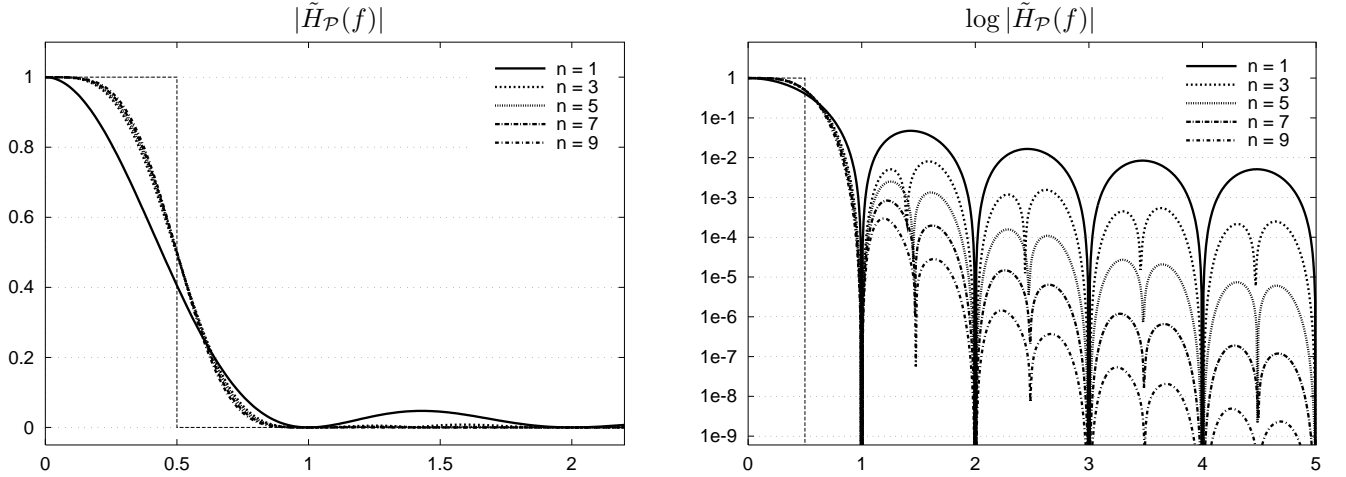 |H̃_P(f)|
1
0.8
0.6
0.4
0.2
0
0 0.5 1 1.5 2
n = 1
n = 3
n = 5
n = 7
n = 9
log |H̃_P(f)|
1
1e-1
1e-2
1e-3
1e-4
1e-5
1e-6
1e-7
1e-8
1e-9
0 1 2 3 4 5
n = 1
n = 3
n = 5
n = 7
n = 9